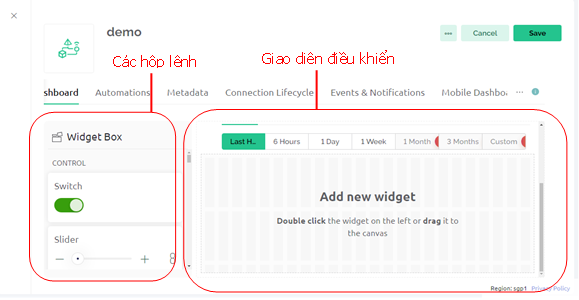 demo
Cancel
Save
Các hộp lệnh
Giao diện điều khiển
shboard Automations Metadata Connection Lifecycle Events & Notifications Mobile Dashbo
Widget Box
CONTROL
Switch
Slider
Last H..
6 Hours
1 Day
1 Week
1 Month
3 Months
Custom
Add new widget
Double click the widget on the left or drag it to
the canvas
Region: sgp1 Privacy Policy